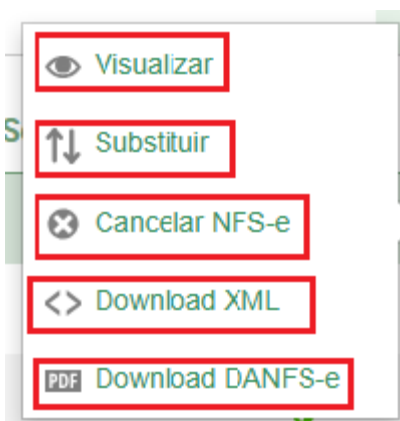 Visualizar
Substituir
Cancelar NFS-e
Download XML
PDF Download DANFS-e